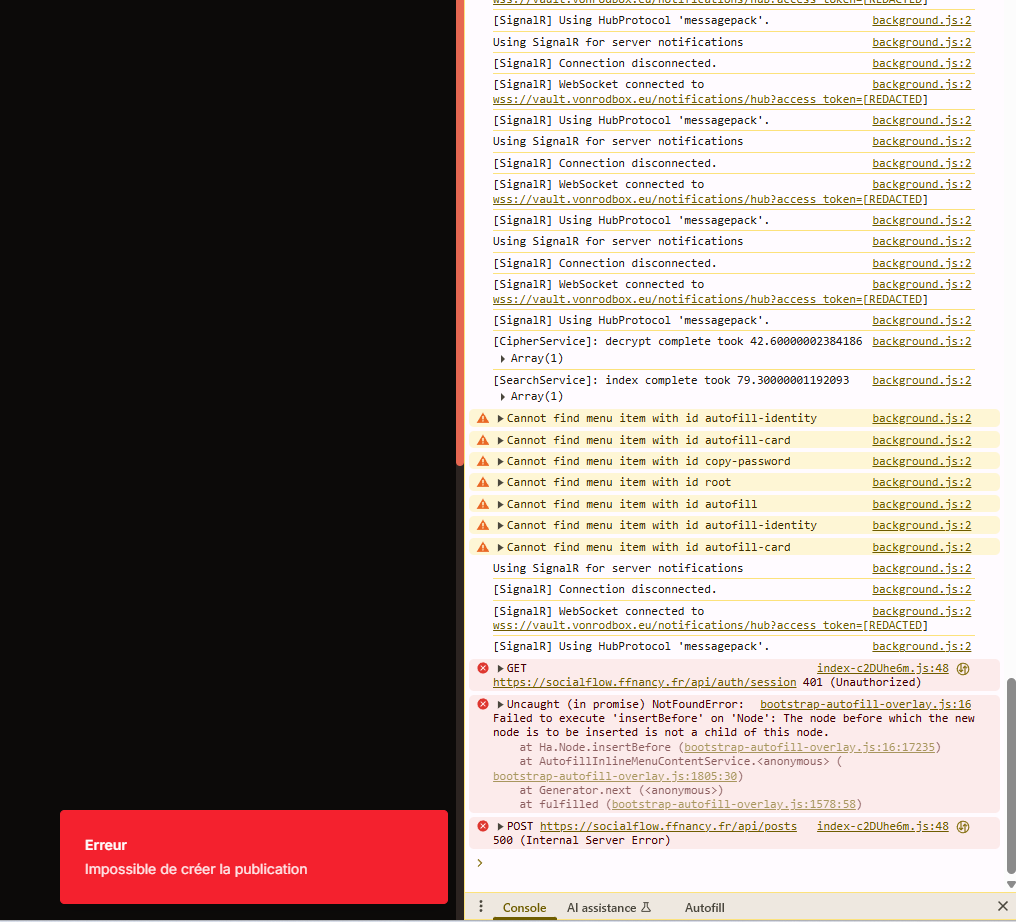 [SignalR] Using HubProtocol 'messagepack'. background.js:2
Using SignalR for server notifications background.js:2
[SignalR] Connection disconnected. background.js:2
[SignalR] WebSocket connected to background.js:2
wss://vault.vonrodbox.eu/notifications/hub?access_token=[REDACTED]
[SignalR] Using HubProtocol 'messagepack'. background.js:2
Using SignalR for server notifications background.js:2
[SignalR] Connection disconnected. background.js:2
[SignalR] WebSocket connected to background.js:2
wss://vault.vonrodbox.eu/notifications/hub?access_token=[REDACTED]
[SignalR] Using HubProtocol 'messagepack'. background.js:2
Using SignalR for server notifications background.js:2
[SignalR] Connection disconnected. background.js:2
[SignalR] WebSocket connected to background.js:2
wss://vault.vonrodbox.eu/notifications/hub?access_token=[REDACTED]
[SignalR] Using HubProtocol 'messagepack'. background.js:2
[CipherService]: decrypt complete took 42.60000002384186 background.js:2
Array(1)
[SearchService]: index complete took 79.30000001192093 background.js:2
Array(1)
Cannot find menu item with id autofill-identity background.js:2
Cannot find menu item with id autofill-card background.js:2
Cannot find menu item with id copy-password background.js:2
Cannot find menu item with id root background.js:2
Cannot find menu item with id autofill background.js:2
Cannot find menu item with id autofill-identity background.js:2
Cannot find menu item with id autofill-card background.js:2
Using SignalR for server notifications background.js:2
[SignalR] Connection disconnected. background.js:2
[SignalR] WebSocket connected to background.js:2
wss://vault.vonrodbox.eu/notifications/hub?access_token=[REDACTED]
[SignalR] Using HubProtocol 'messagepack'. background.js:2
GET index-c2DUhe6m.js:48
https://socialflow.ffnancy.fr/api/auth/session 401 (Unauthorized)
Uncaught (in promise) NotFoundError: bootstrap-autofill-overlay.js:16
Failed to execute 'insertBefore' on 'Node': The node before which the new
node is to be inserted is not a child of this node.
at Ha.Node.insertBefore (bootstrap-autofill-overlay.js:16:17235)
at AutofillInlineMenuContentService.<anonymous> (
bootstrap-autofill-overlay.js:1805:30)
at Generator.next (<anonymous>)
at fulfilled (bootstrap-autofill-overlay.js:1578:58)
POST https://socialflow.ffnancy.fr/api/posts index-c2DUhe6m.js:48
500 (Internal Server Error)
Erreur
Impossible de créer la publication
Console AI assistance Autofill